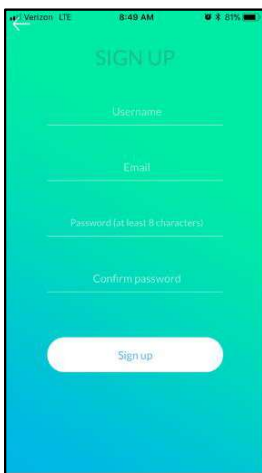 Verizon LTE 8:49 AM 81%
SIGN UP
Username
Email
Password (at least 8 characters)
Confirm password
Sign up